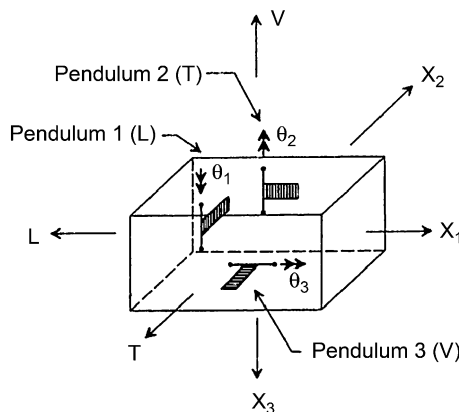 V
Pendulum 2 (T)
X2
Pendulum 1 (L)
θ2
θ1
L
X1
θ3
T
Pendulum 3 (V)
X3